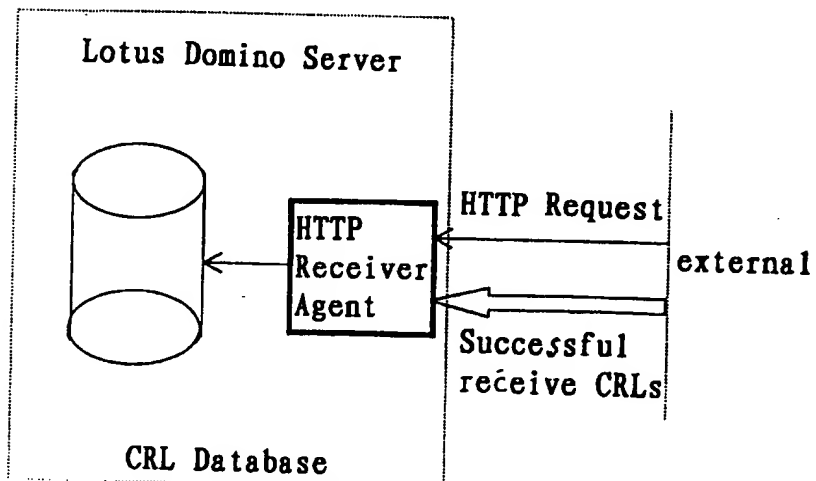 Lotus Domino Server
HTTP
Receiver
Agent
HTTP Request
external
Successful
receive CRLs
CRL Database